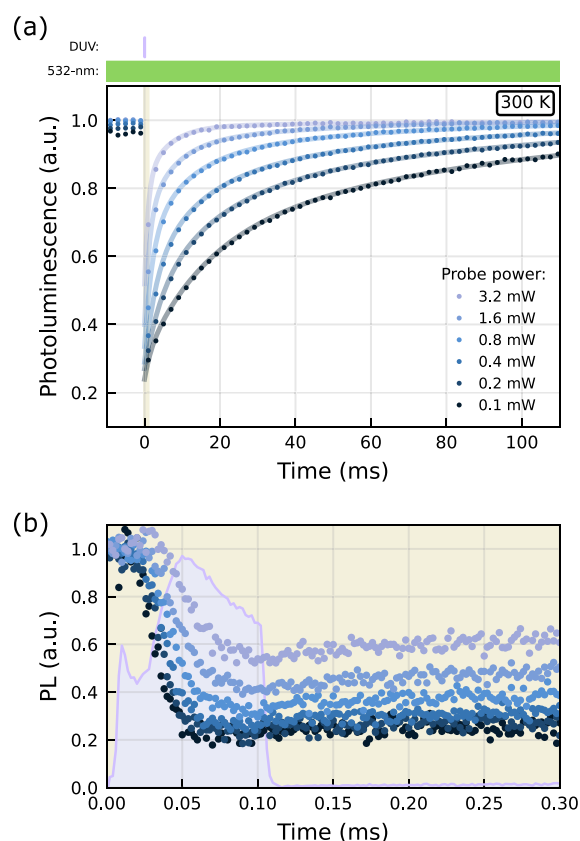 (a)
DUV:
532-nm:
300 K
1.0
0.8
0.6
0.4
0.2
Photoluminescence (a.u.)
Probe power:
3.2 mW
1.6 mW
0.8 mW
0.4 mW
0.2 mW
0.1 mW
0 20 40 60 80 100
Time (ms)
(b)
1.0
0.8
0.6
0.4
0.2
0.0
PL (a.u.)
0.00 0.05 0.10 0.15 0.20 0.25 0.30
Time (ms)